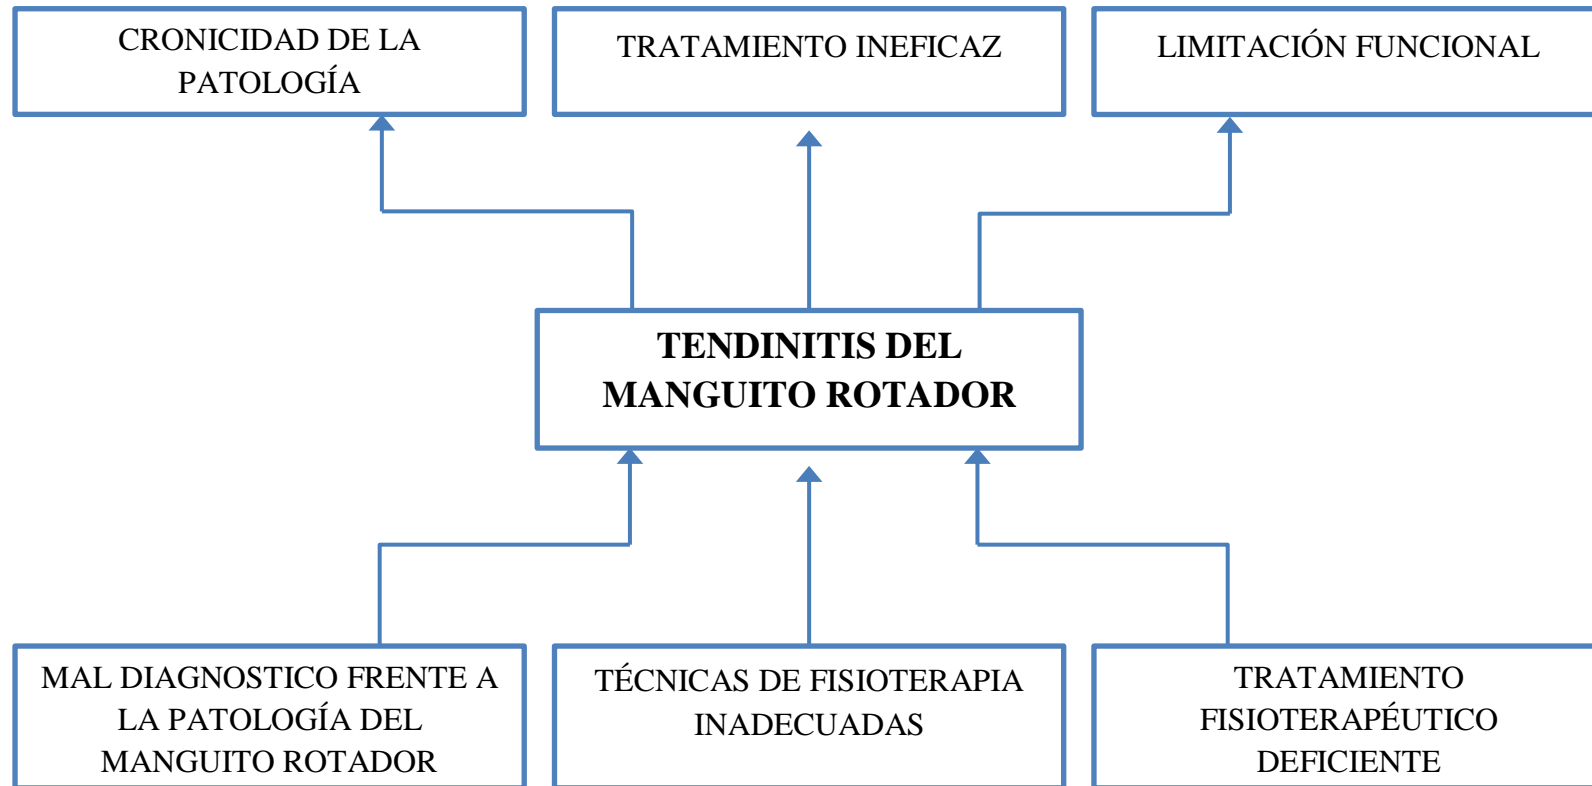 CRONICIDAD DE LA
PATOLOGÍA
TRATAMIENTO INEFICAZ
LIMITACIÓN FUNCIONAL
TENDINITIS DEL
MANGUITO ROTADOR
MAL DIAGNOSTICO FRENTE A
LA PATOLOGÍA DEL
MANGUITO ROTADOR
TÉCNICAS DE FISIOTERAPIA
INADECUADAS
TRATAMIENTO
FISIOTERAPÉUTICO
DEFICIENTE